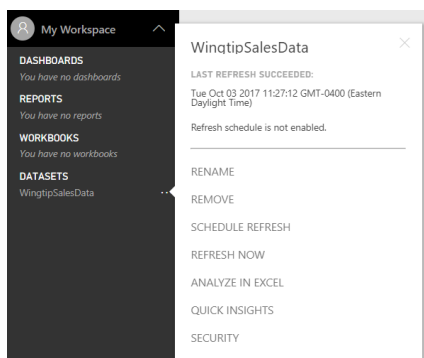 My Workspace
DASHBOARDS
You have no dashboards
REPORTS
You have no reports
WORKBOOKS
You have no workbooks
DATASETS
WingtipSalesData
WingtipSalesData
LAST REFRESH SUCCEEDED:
Tue Oct 03 2017 11:27:12 GMT-0400 (Eastern
Daylight Time)
Refresh schedule is not enabled.
RENAME
REMOVE
SCHEDULE REFRESH
REFRESH NOW
ANALYZE IN EXCEL
QUICK INSIGHTS
SECURITY